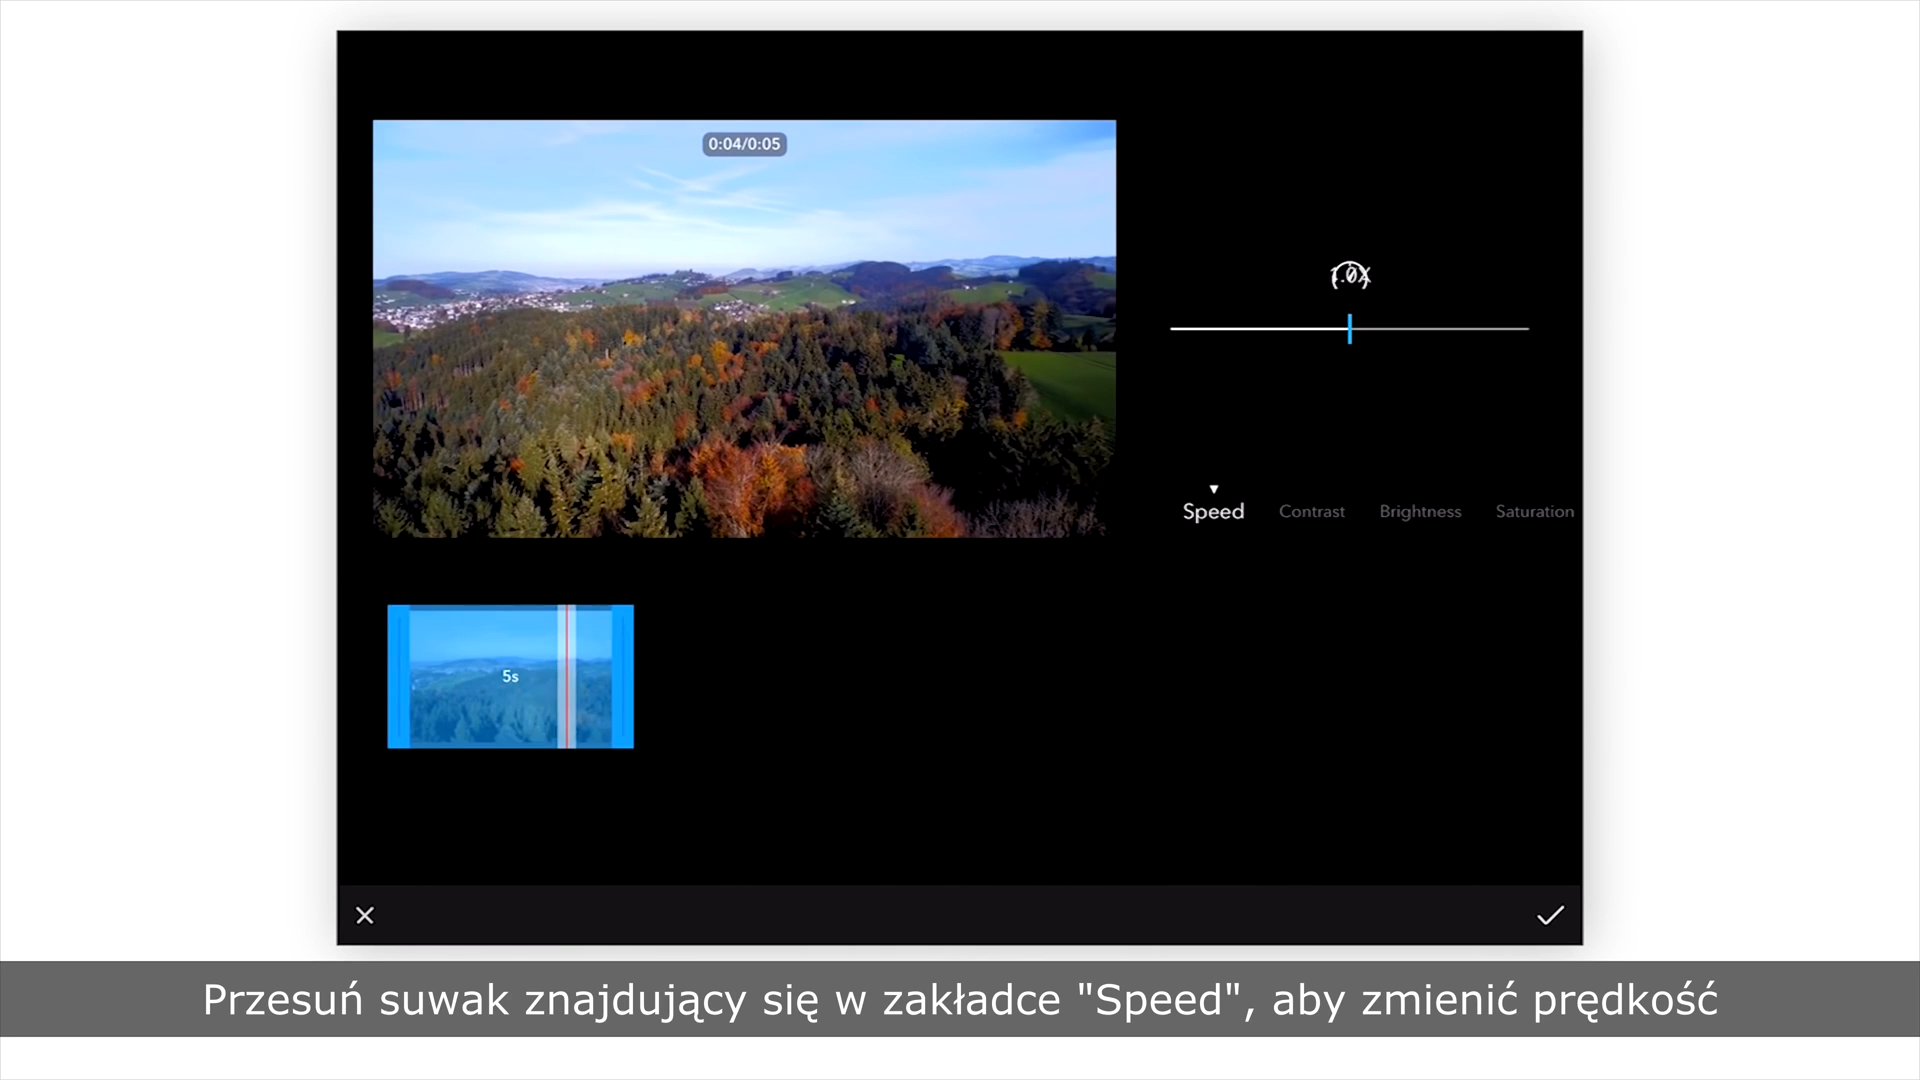 0:04/0:05
Speed Contrast Brightness Saturation
5s
Przesuń suwak znajdujący się w zakładce "Speed", aby zmienić prędkość